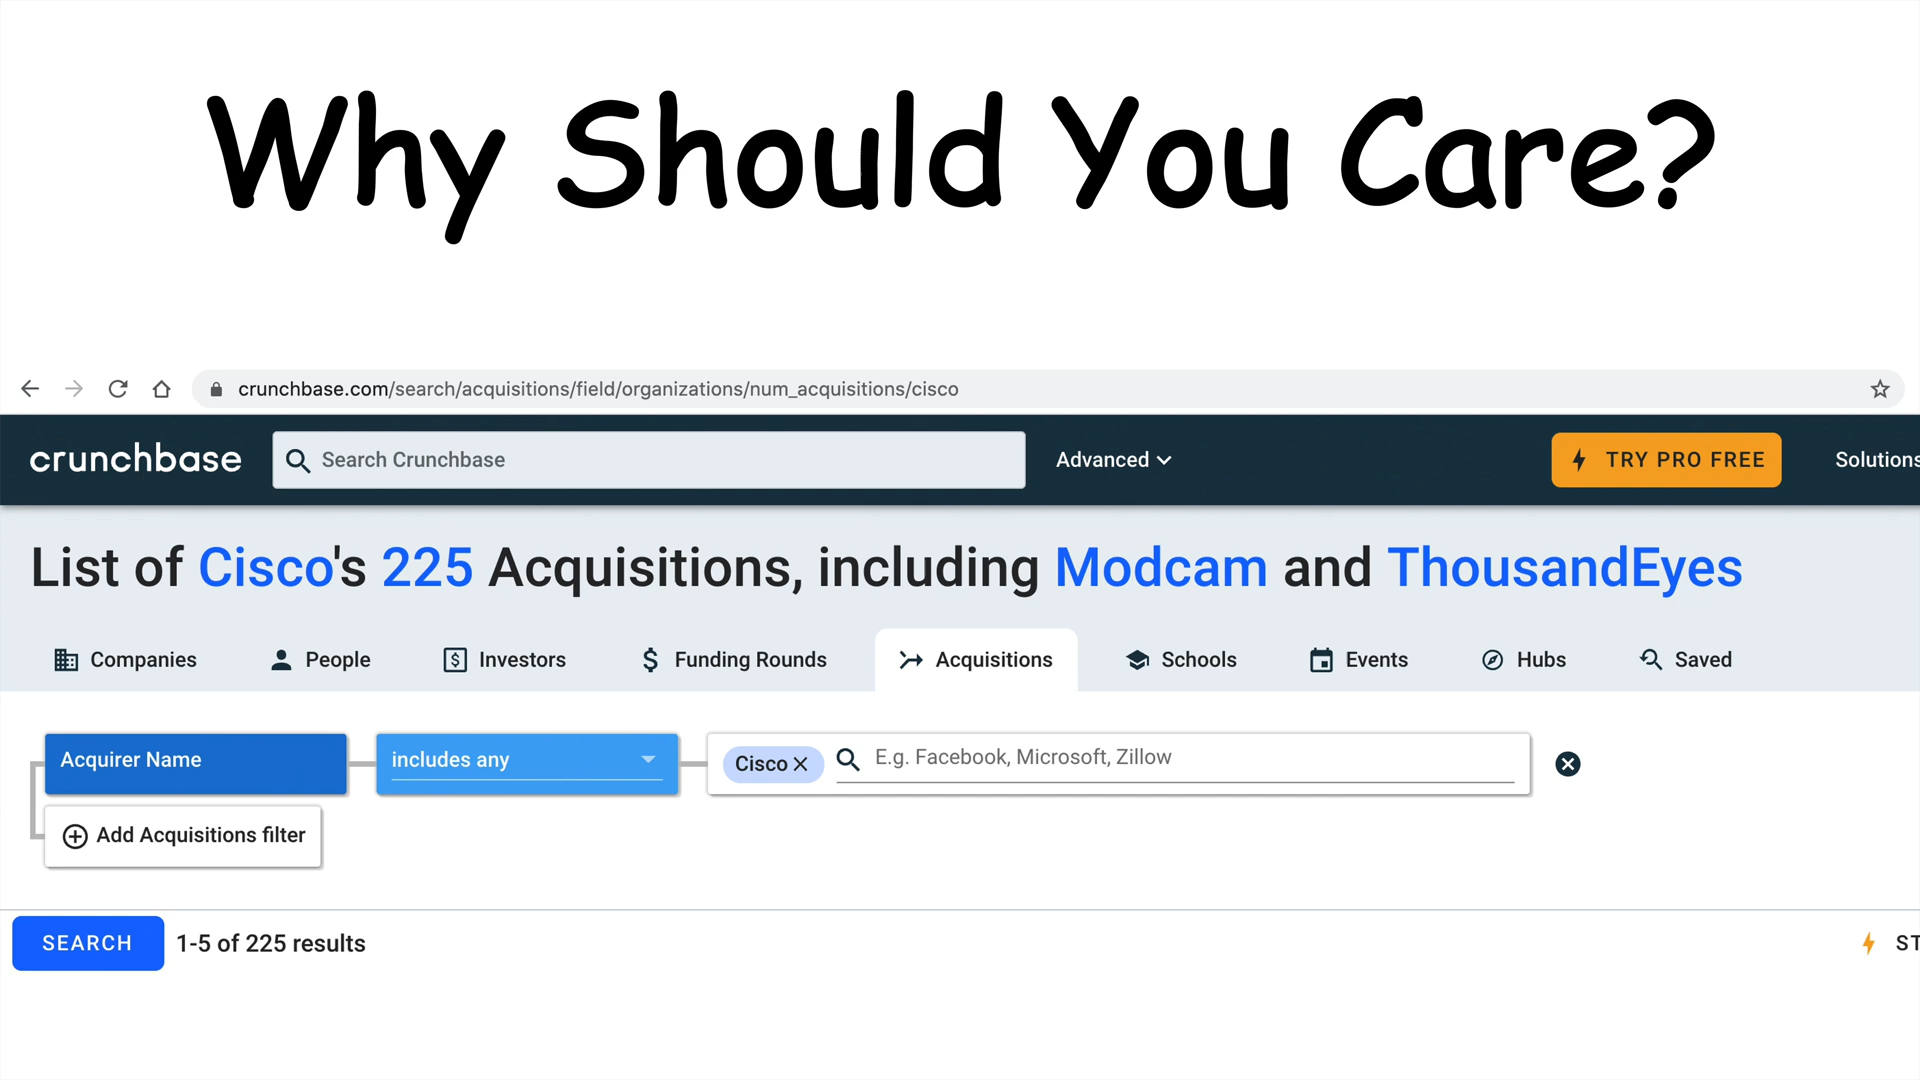 Why Should You Care?
crunchbase.com/search/acquisitions/field/organizations/num_acquisitions/cisco
crunchbase Search Crunchbase Advanced TRY PRO FREE Solutions
List of Cisco's 225 Acquisitions, including Modcam and ThousandEyes
Companies People Investors Funding Rounds Acquisitions Schools Events Hubs Saved
Acquirer Name includes any Cisco E.g. Facebook, Microsoft, Zillow
Add Acquisitions filter
SEARCH 1-5 of 225 results ST